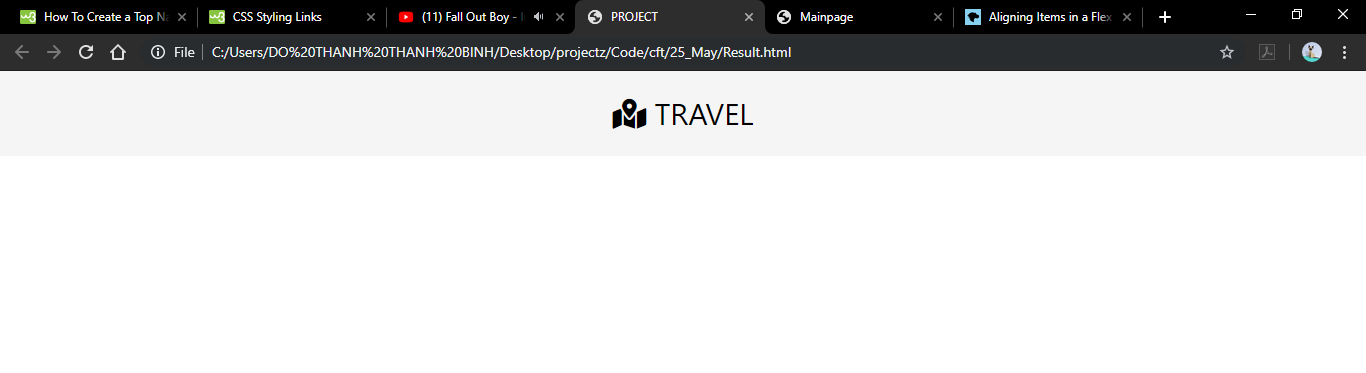 How To Create a Top Na
CSS Styling Links
(11) Fall Out Boy -
PROJECT
Mainpage
Aligning Items in a Flex
File
C:/Users/DO%20THANH%20THANH%20BINH/Desktop/projectz/Code/cft/25_May/Result.html
TRAVEL